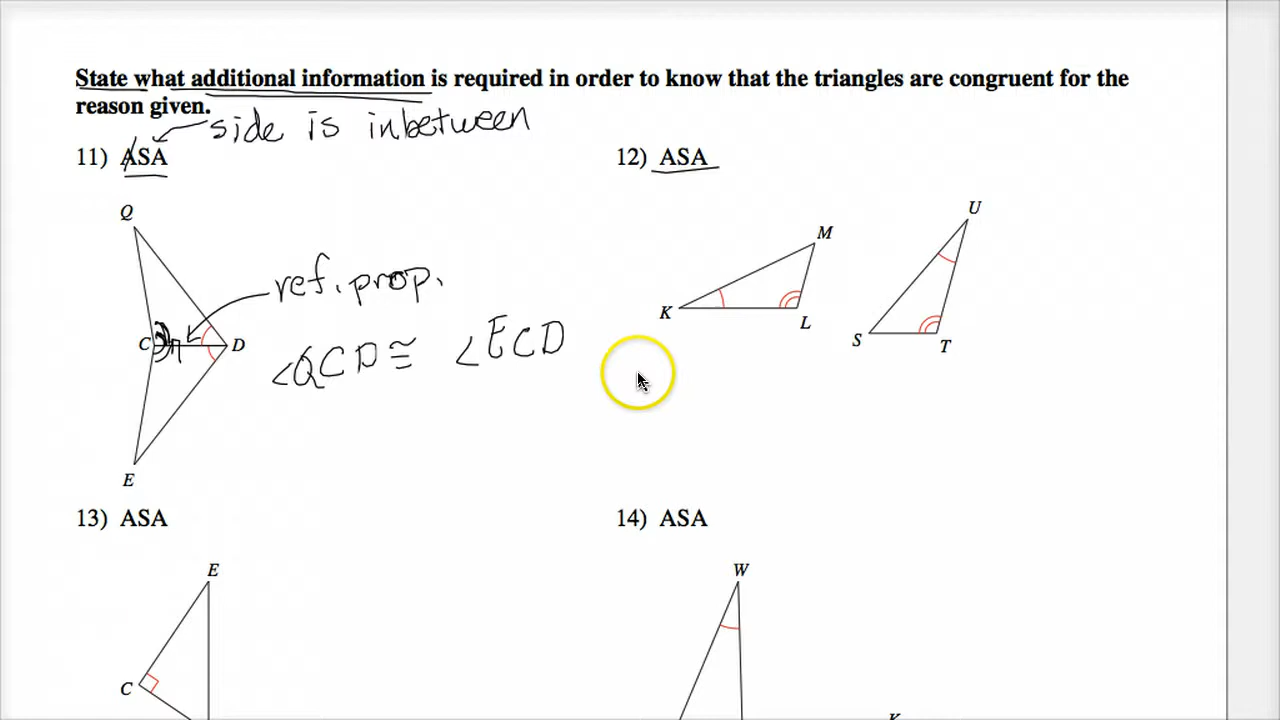 State what additional information is required in order to know that the triangles are congruent for the
reason given.
side is inbetween
11) ASA
12) ASA
Q
U
M
ref. prop.
K
L
C
D
S
T
∠QCD ≅ ∠ECD
E
13) ASA
14) ASA
E
W
C
K